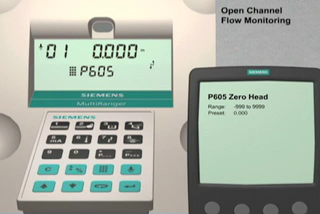 Open Channel
Flow Monitoring
01 0.000
P605
SIEMENS
MultiRanger
SIEMENS
SIEMENS
P605 Zero Head
Range: -999 to 9999
Preset: 0.000